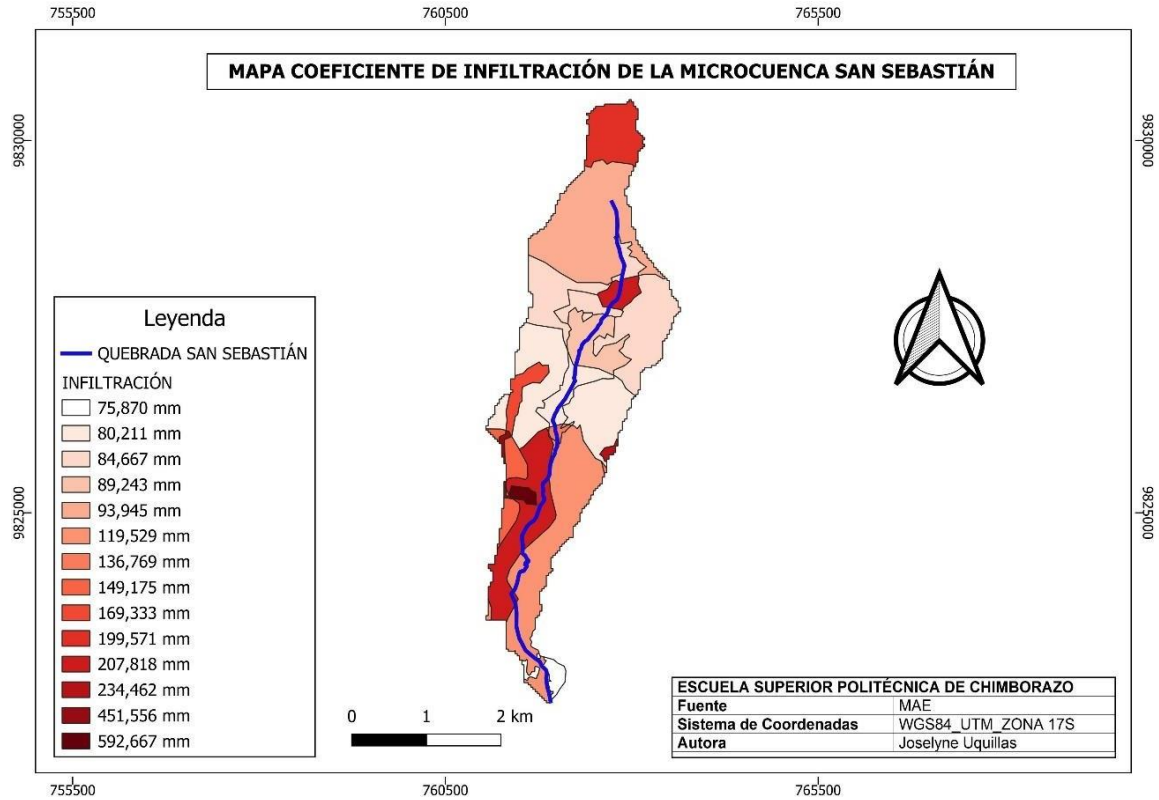 755500 760500 765500
MAPA COEFICIENTE DE INFILTRACIÓN DE LA MICROCUENCA SAN SEBASTIÁN
9830000 9830000
Leyenda
QUEBRADA SAN SEBASTIÁN
INFILTRACIÓN
75,870 mm
80,211 mm
84,667 mm
89,243 mm
93,945 mm
119,529 mm
136,769 mm
149,175 mm
169,333 mm
199,571 mm
207,818 mm
234,462 mm
451,556 mm
592,667 mm
9825000 9825000
0 1 2 km
ESCUELA SUPERIOR POLITÉCNICA DE CHIMBORAZO
Fuente MAE
Sistema de Coordenadas WGS84_UTM_ZONA 17S
Autora Joselyne Uquillas
755500 760500 765500